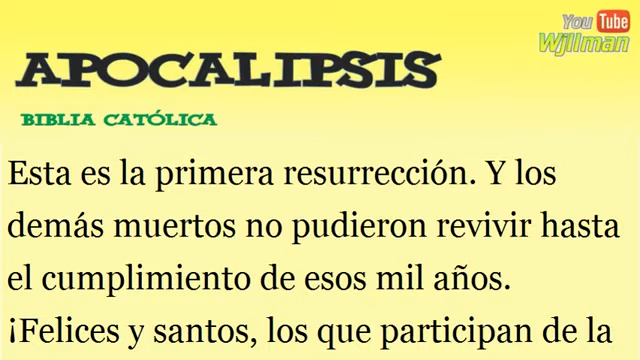 You Tube
Wjllman
APOCALIPSIS
BIBLIA CATÓLICA
Esta es la primera resurrección. Y los
demás muertos no pudieron revivir hasta
el cumplimiento de esos mil años.
¡Felices y santos, los que participan de la